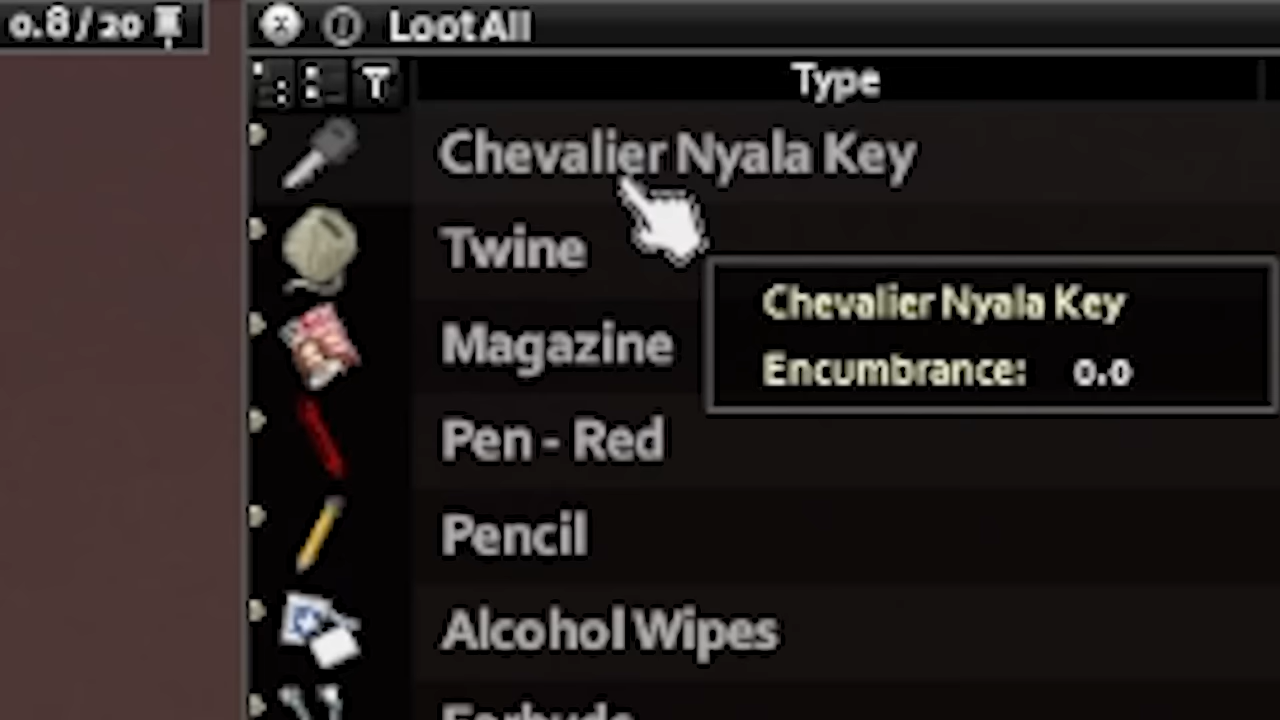 0.8 / 20
Loot All
Type
Chevalier Nyala Key
Twine
Chevalier Nyala Key
Magazine
Encumbrance: 0.0
Pen - Red
Pencil
Alcohol Wipes
Earbuds